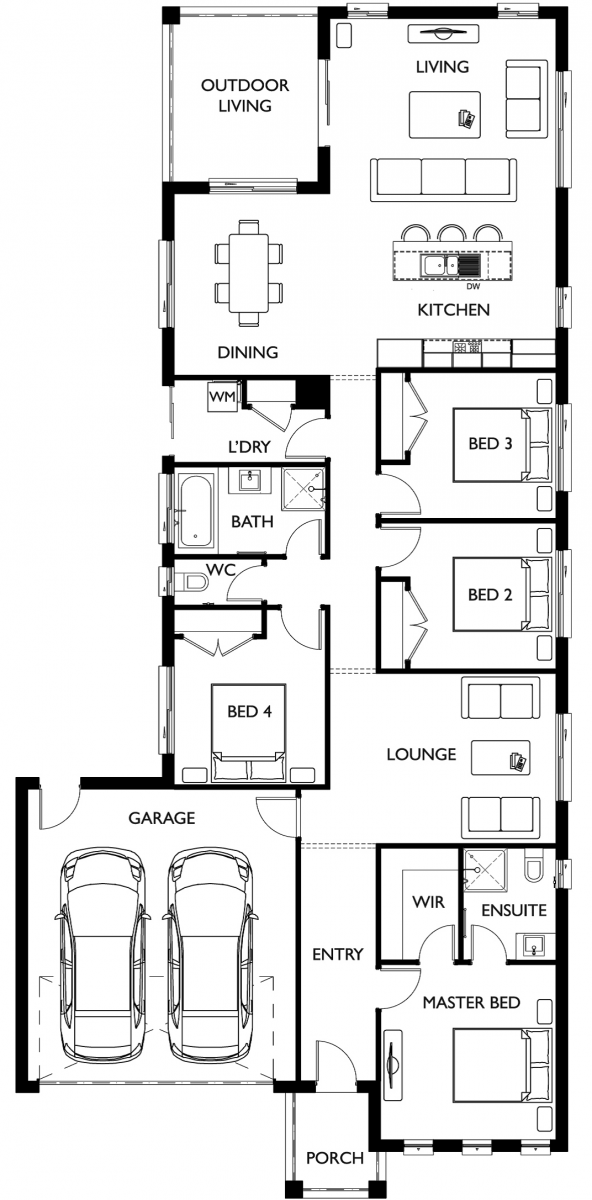 LIVING
OUTDOOR
LIVING
DW
KITCHEN
DINING
WM
L'DRY
BED 3
BATH
WC
BED 2
BED 4
LOUNGE
GARAGE
WIR
ENSUITE
ENTRY
MASTER BED
PORCH